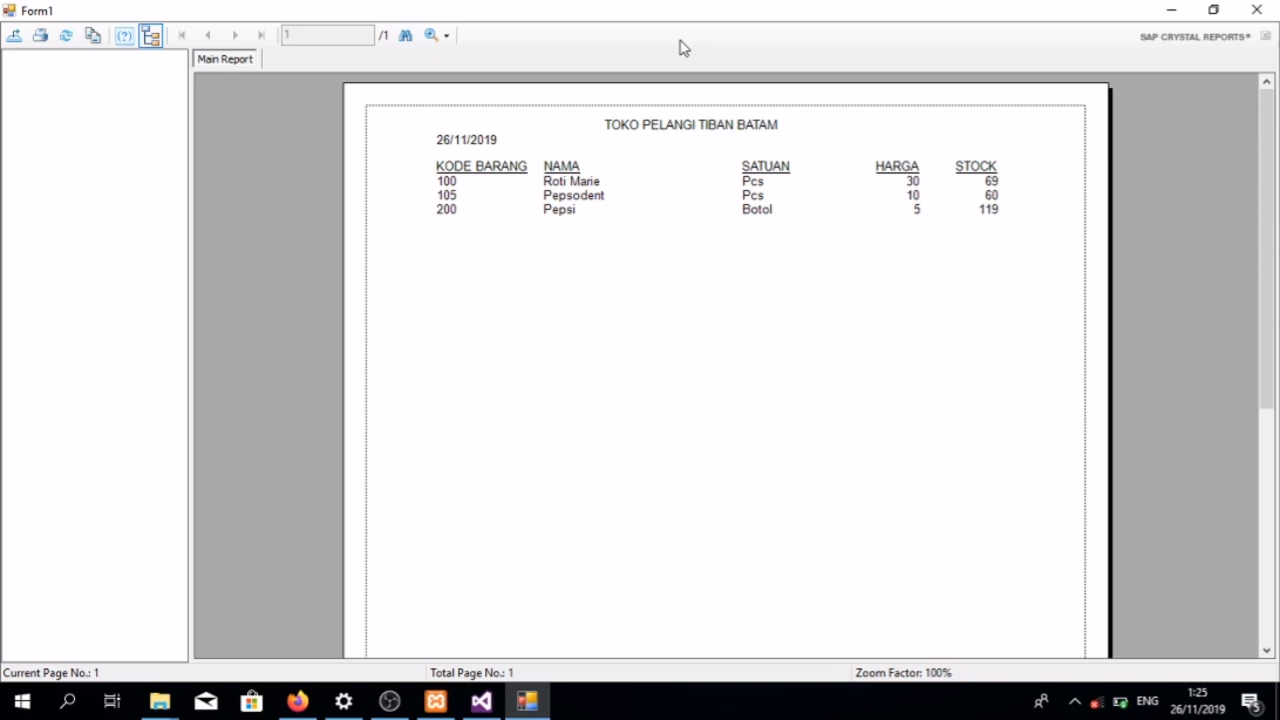 Form1
1 /1
SAP CRYSTAL REPORTS®
Main Report
TOKO PELANGI TIBAN BATAM
26/11/2019
KODE BARANG NAMA SATUAN HARGA STOCK
100 Roti Marie Pcs 30 69
105 Pepsodent Pcs 10 60
200 Pepsi Botol 5 119
Current Page No.: 1 Total Page No.: 1 Zoom Factor: 100%
ENG 1:25
26/11/2019
5